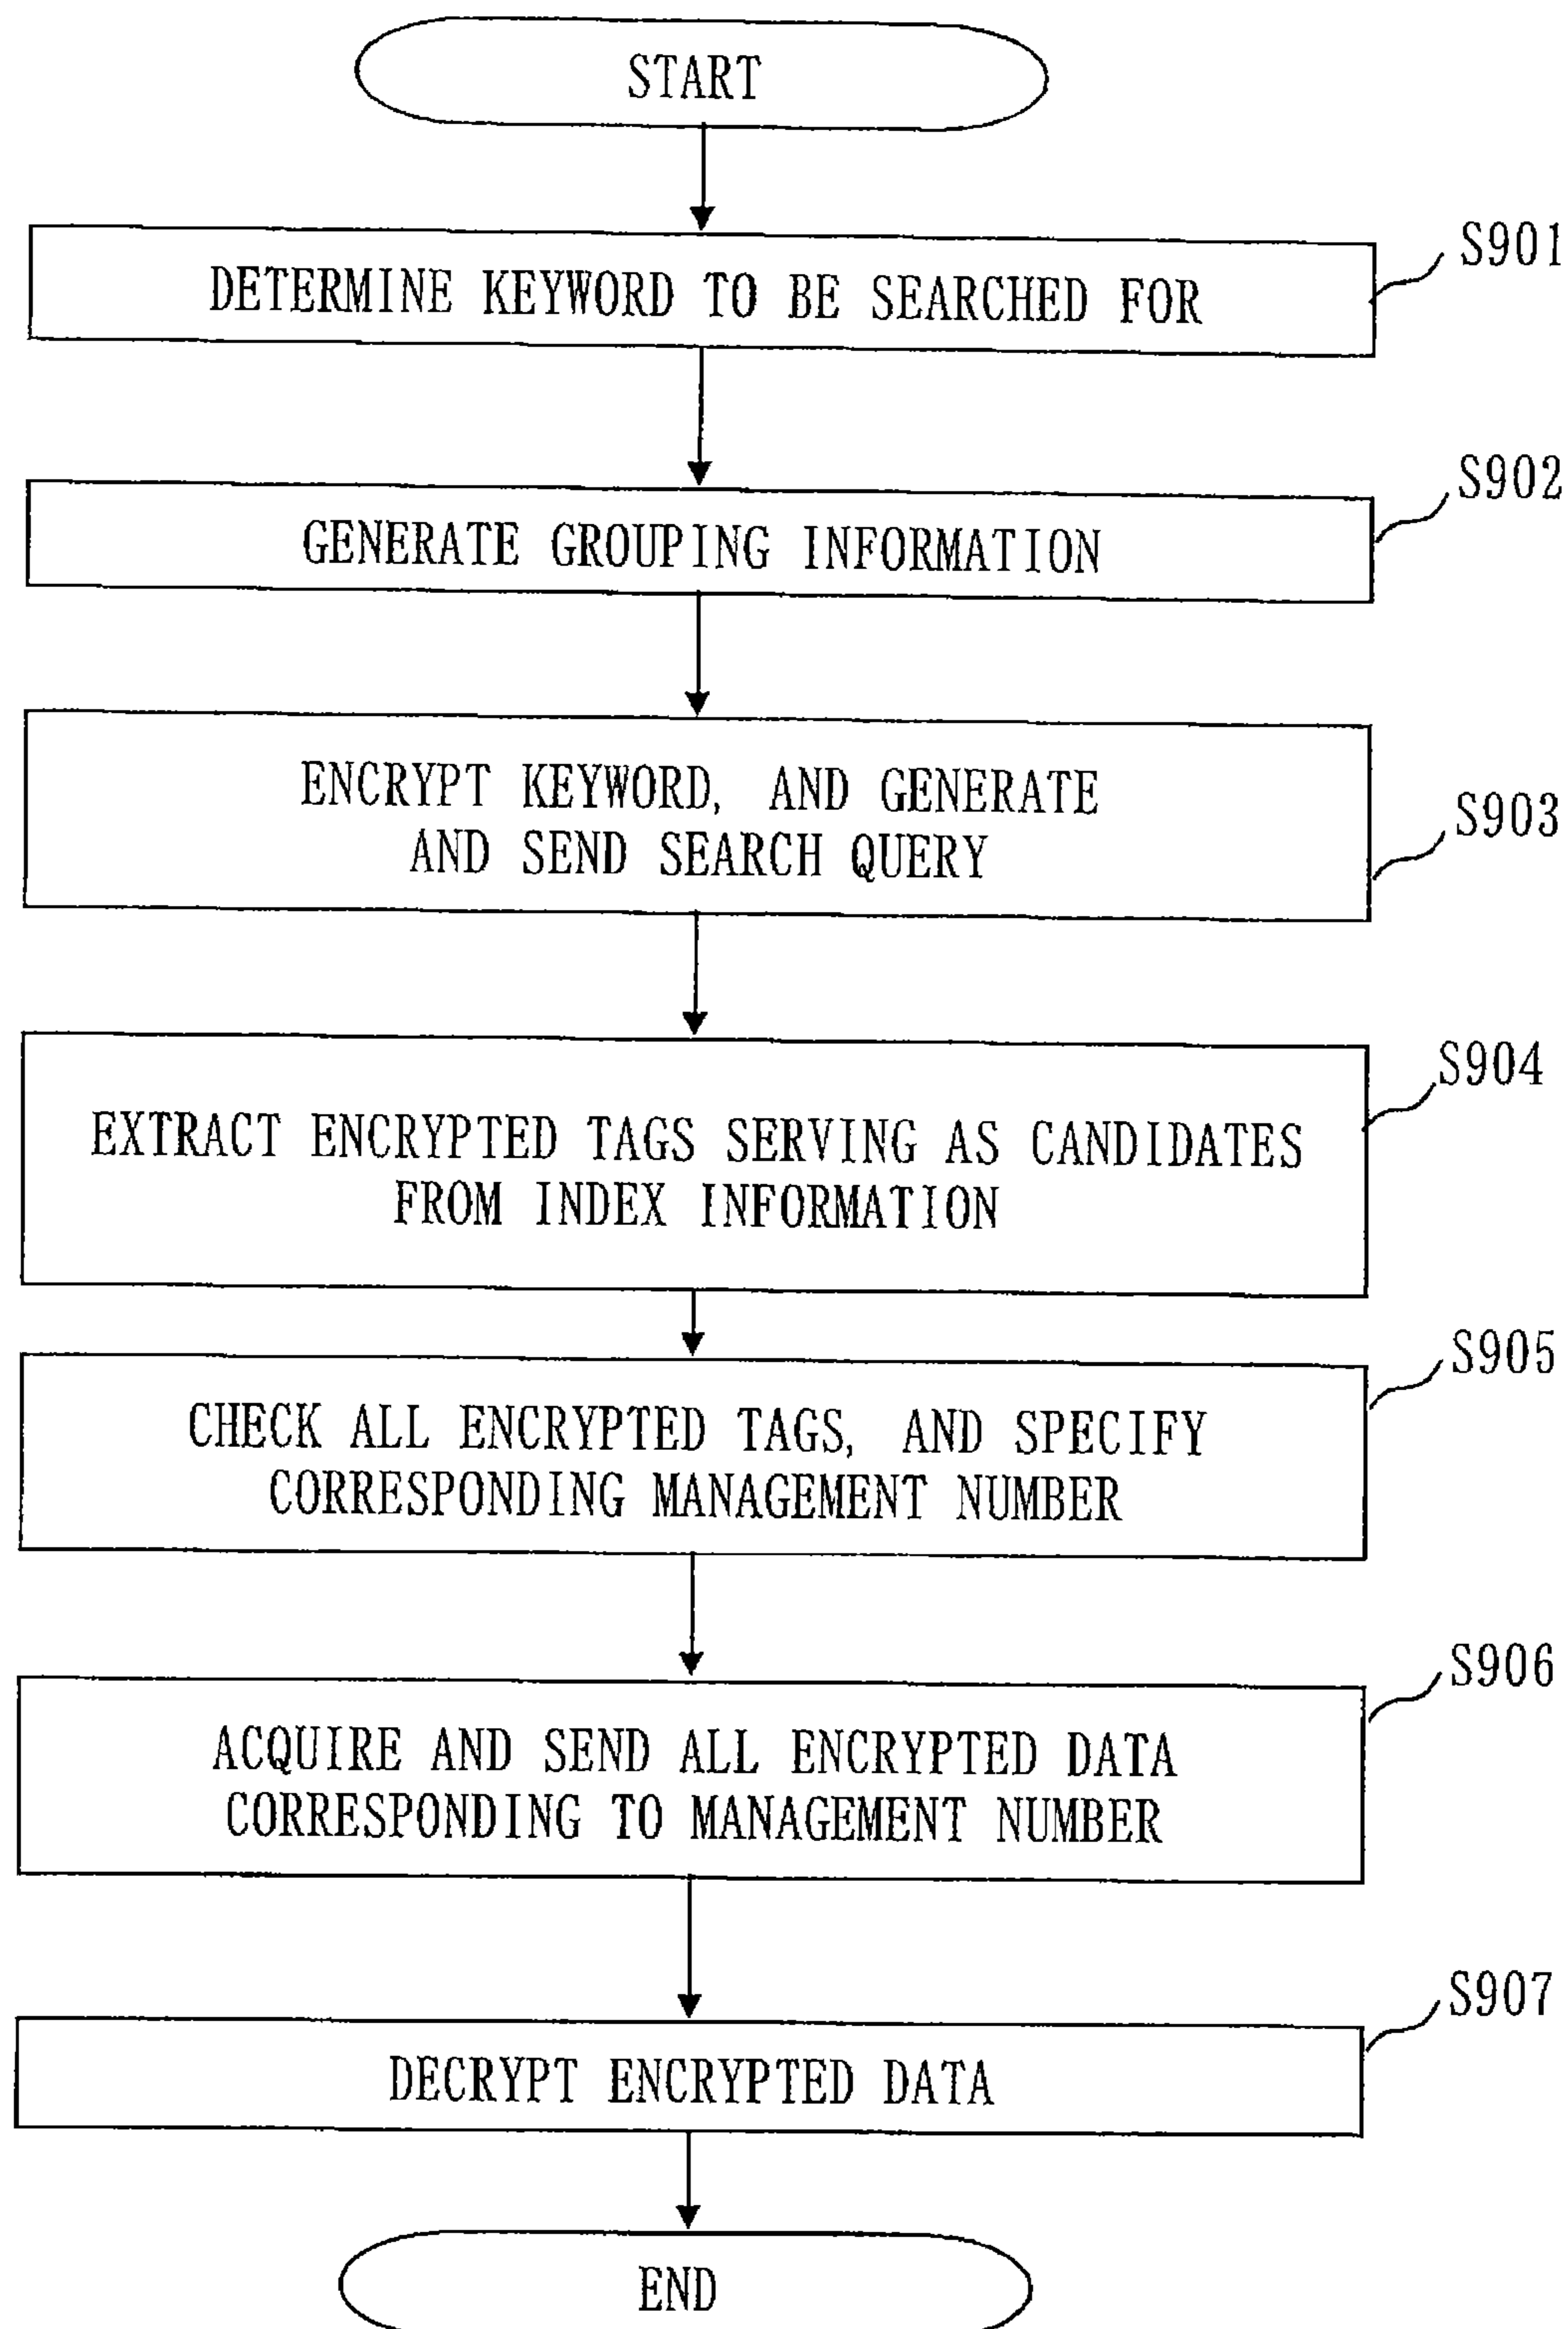 START
S901
DETERMINE KEYWORD TO BE SEARCHED FOR
S902
GENERATE GROUPING INFORMATION
S903
ENCRYPT KEYWORD, AND GENERATE
AND SEND SEARCH QUERY
S904
EXTRACT ENCRYPTED TAGS SERVING AS CANDIDATES
FROM INDEX INFORMATION
S905
CHECK ALL ENCRYPTED TAGS, AND SPECIFY
CORRESPONDING MANAGEMENT NUMBER
S906
ACQUIRE AND SEND ALL ENCRYPTED DATA
CORRESPONDING TO MANAGEMENT NUMBER
S907
DECRYPT ENCRYPTED DATA
END